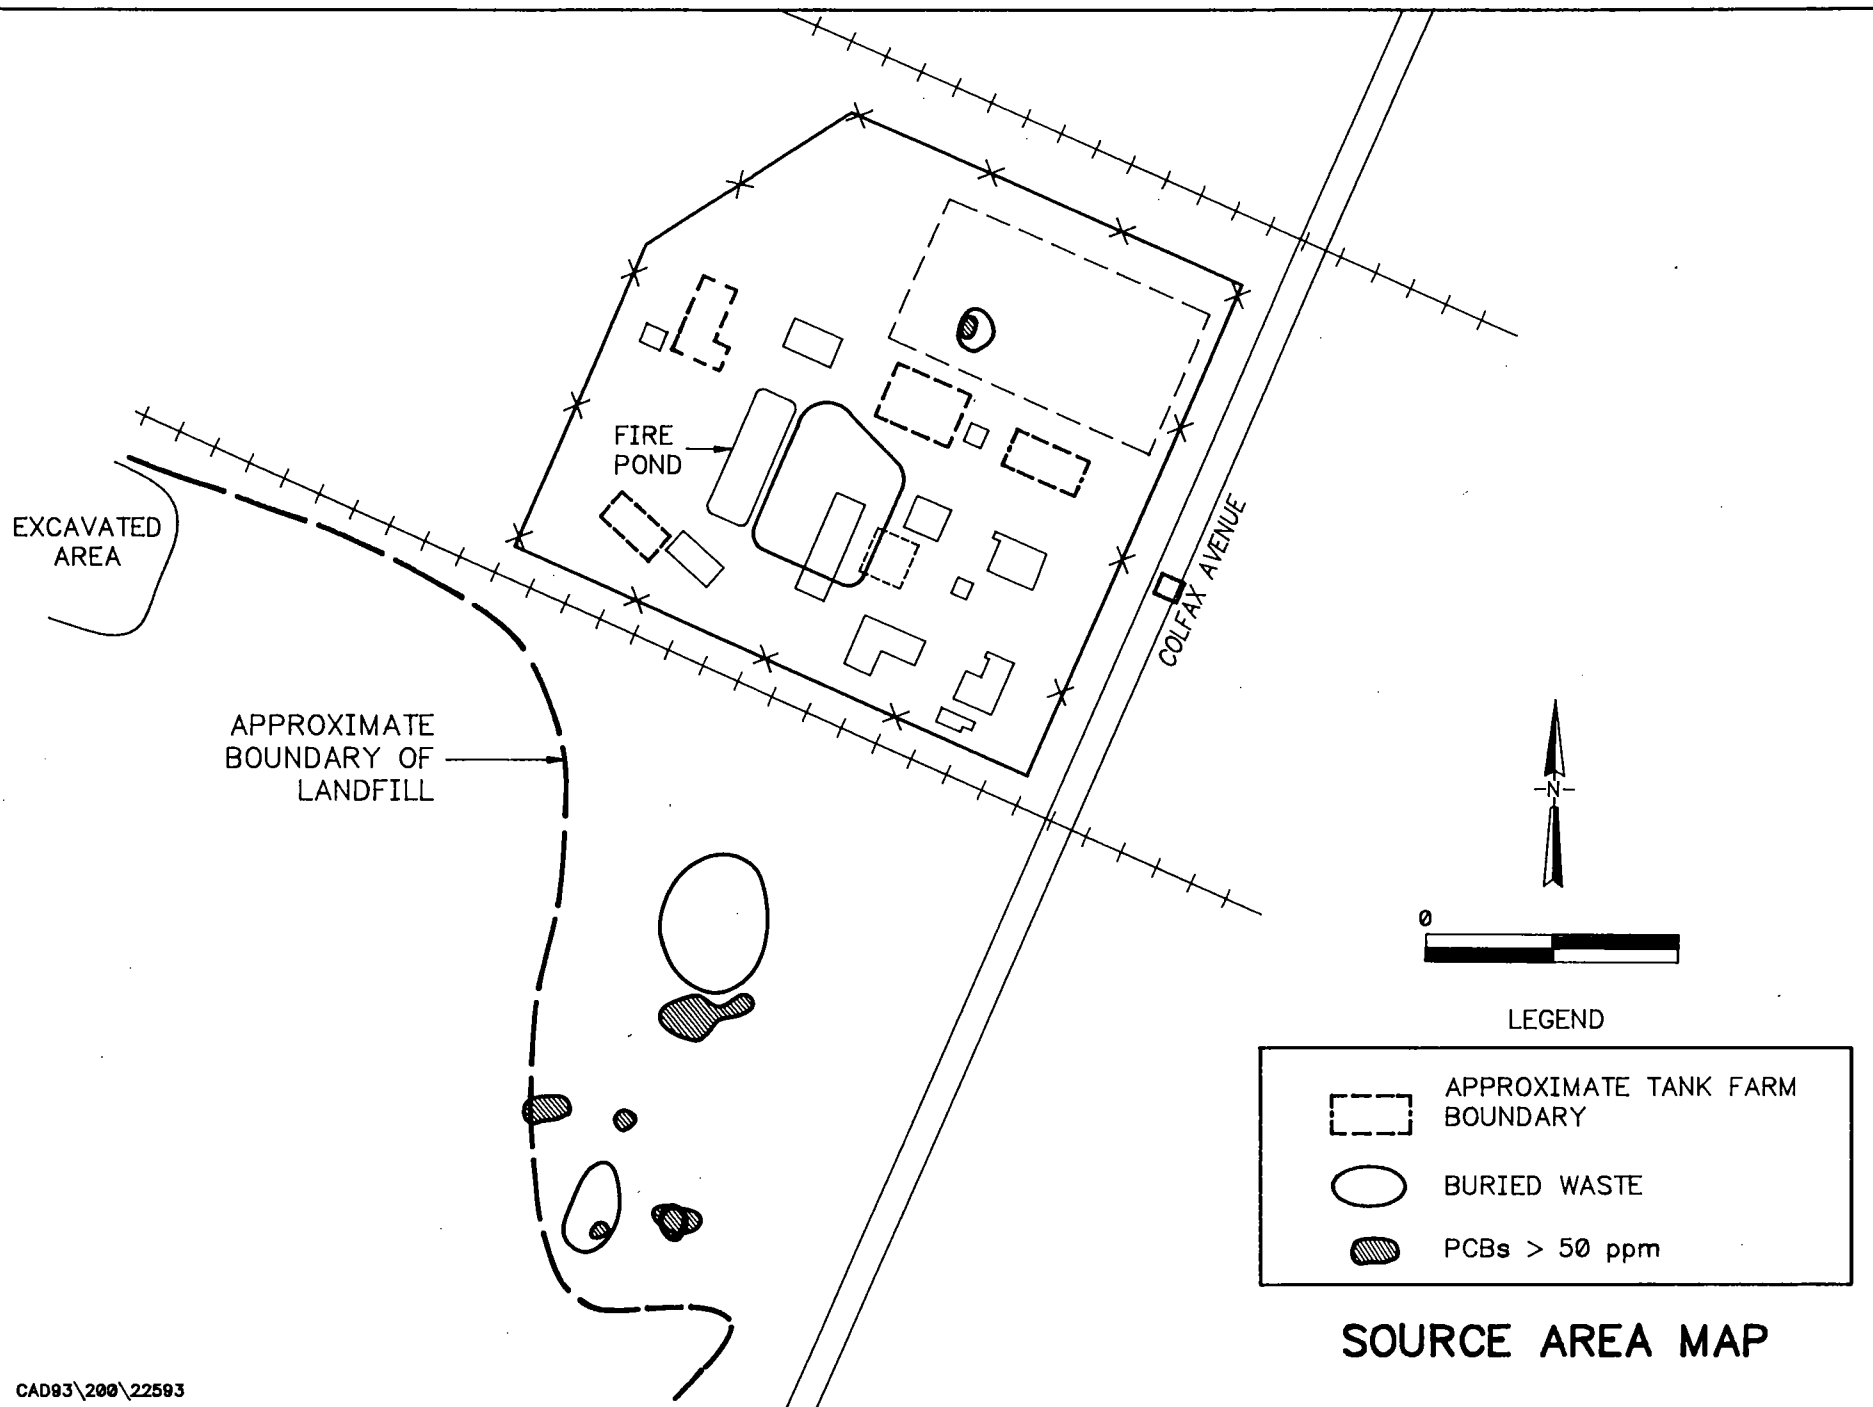 FIRE
POND
EXCAVATED
AREA
COLFAX AVENUE
APPROXIMATE
BOUNDARY OF
LANDFILL
-N-
0
LEGEND
APPROXIMATE TANK FARM
BOUNDARY
BURIED WASTE
PCBs > 50 ppm
SOURCE AREA MAP
CAD93\200\22593